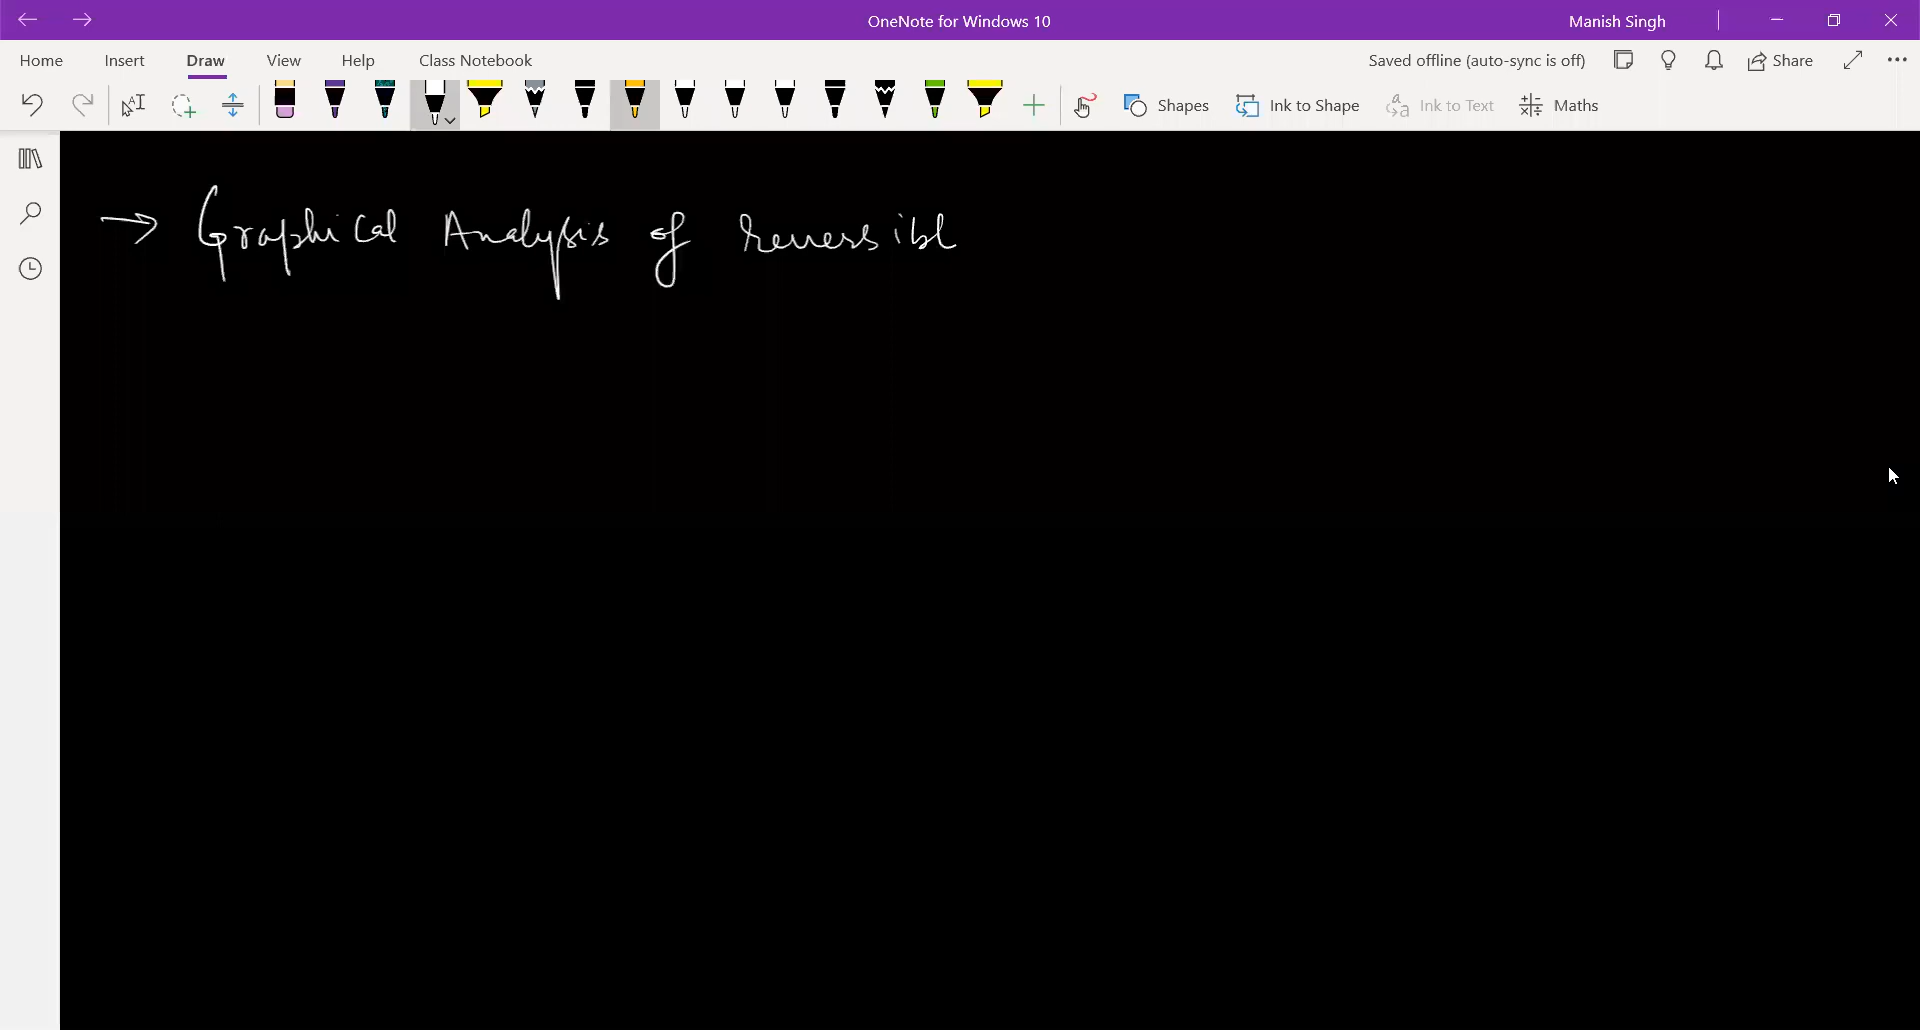 OneNote for Windows 10
Manish Singh
Home Insert Draw View Help Class Notebook
Saved offline (auto-sync is off) Share
Shapes Ink to Shape Ink to Text Maths
→ Graphical Analysis of reversibl